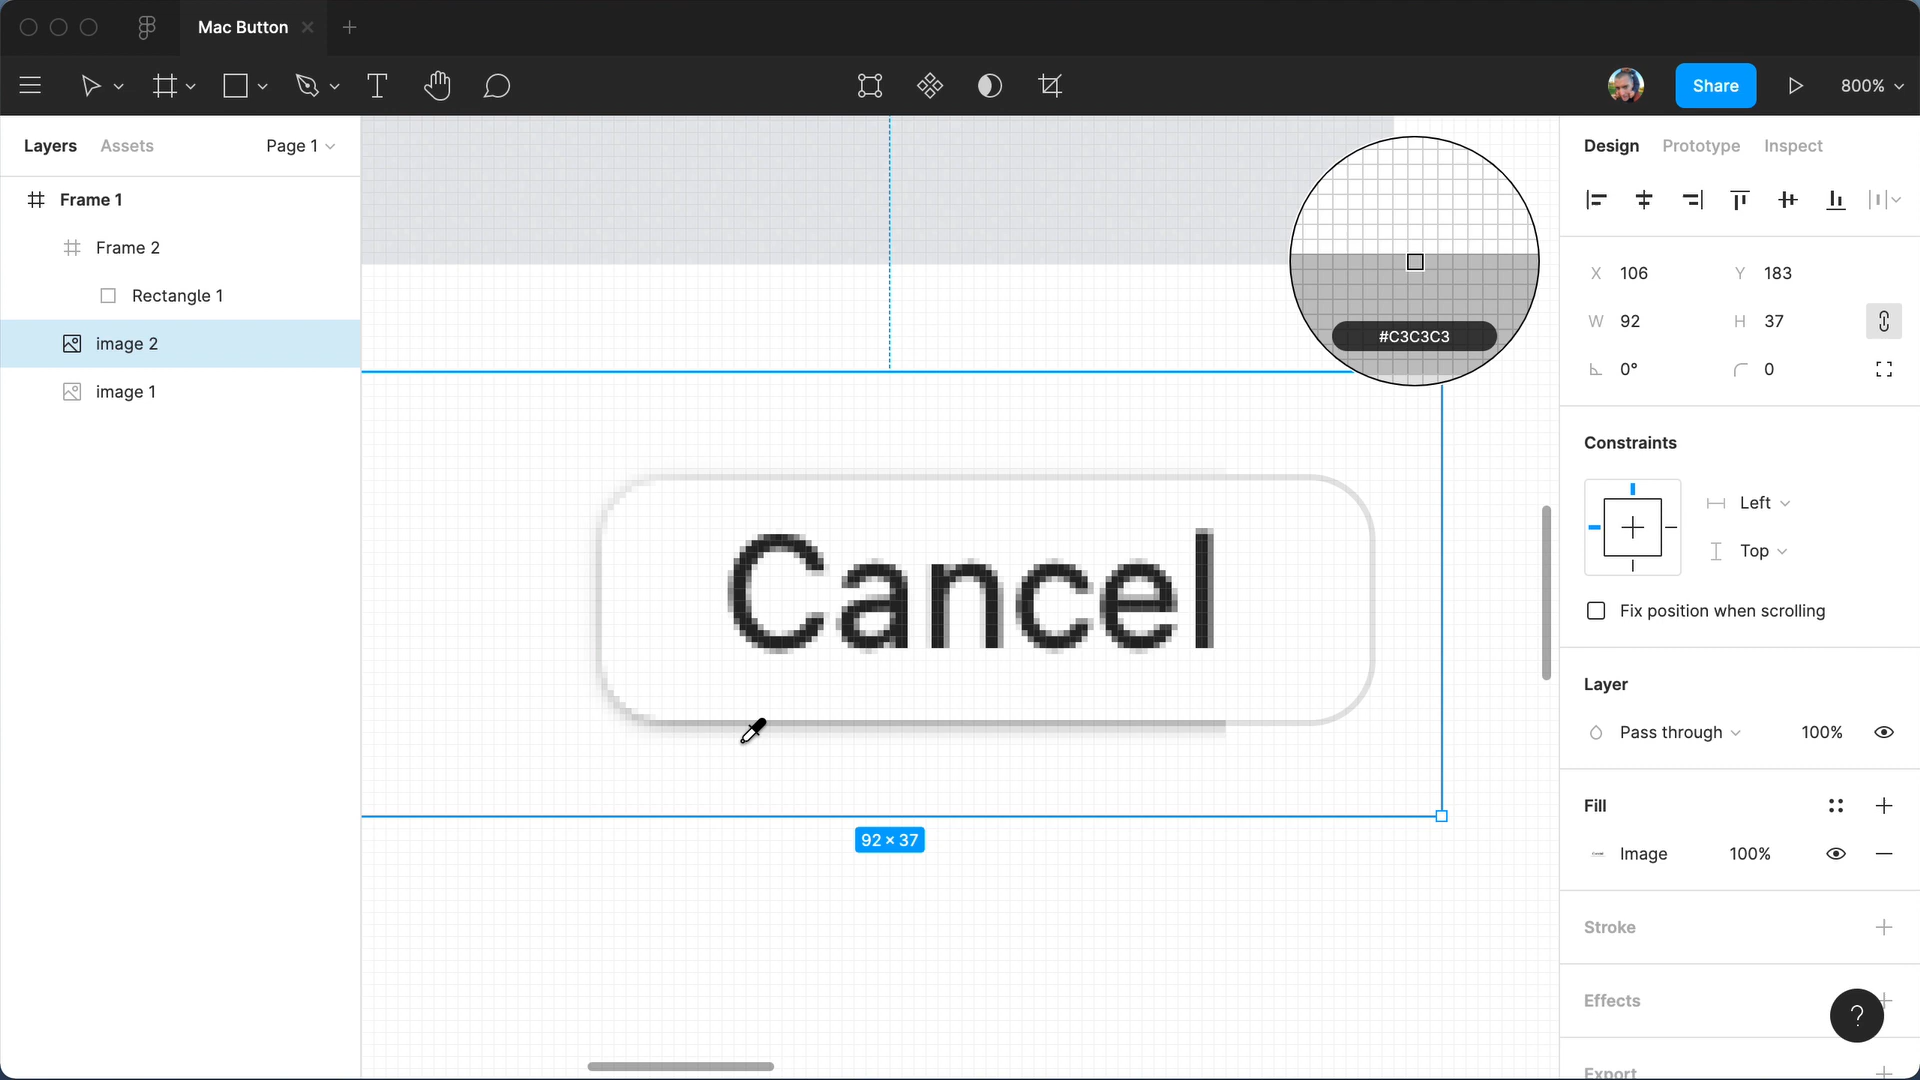 Mac Button
Share
800%
Layers
Assets
Page 1
Design
Prototype
Inspect
Frame 1
Frame 2
Rectangle 1
image 2
image 1
#C3C3C3
X 106
Y 183
W 92
H 37
0°
0
Constraints
Left
Top
Fix position when scrolling
Cancel
Layer
Pass through
100%
Fill
92 × 37
Image
100%
Stroke
Effects
?
Export